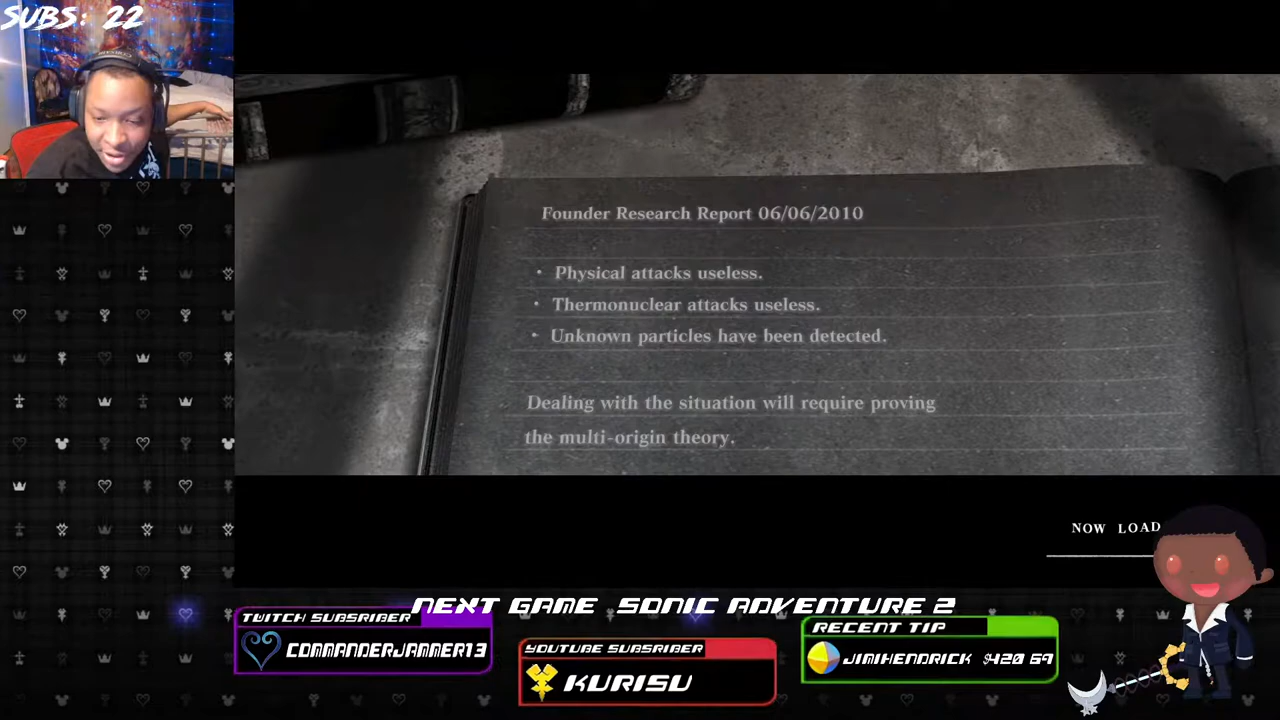 SUBS: 22
Founder Research Report 06/06/2010
· Physical attacks useless.
· Thermonuclear attacks useless.
· Unknown particles have been detected.
Dealing with the situation will require proving
the multi-origin theory.
NOW LOAD
NEXT GAME SONIC ADVENTURE 2
TWITCH SUBSRIBER
COMMANDERJAMMER13
YOUTUBE SUBSRIBER
KURISU
RECENT TIP
JIMIHENDRICK $420 69